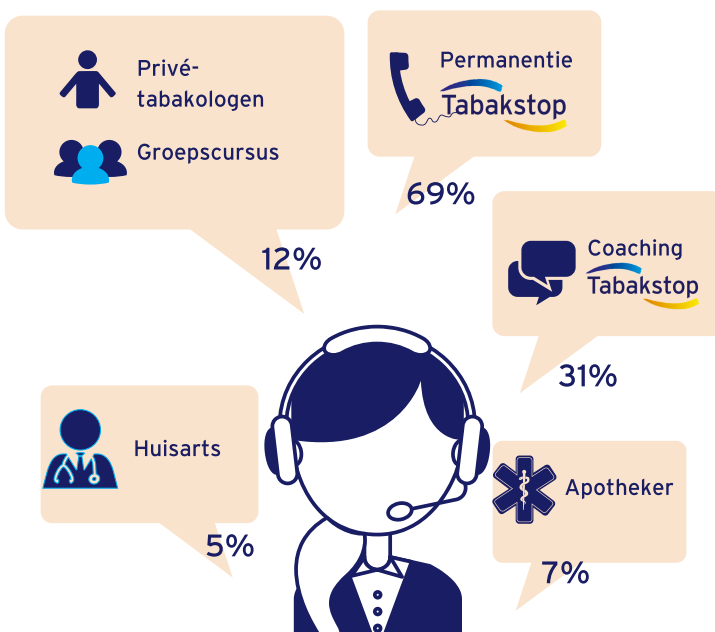 Privé-
tabakologen
Groepscursus
12%
Permanentie
Tabakstop
69%
Coaching
Tabakstop
31%
Huisarts
5%
Apotheker
7%